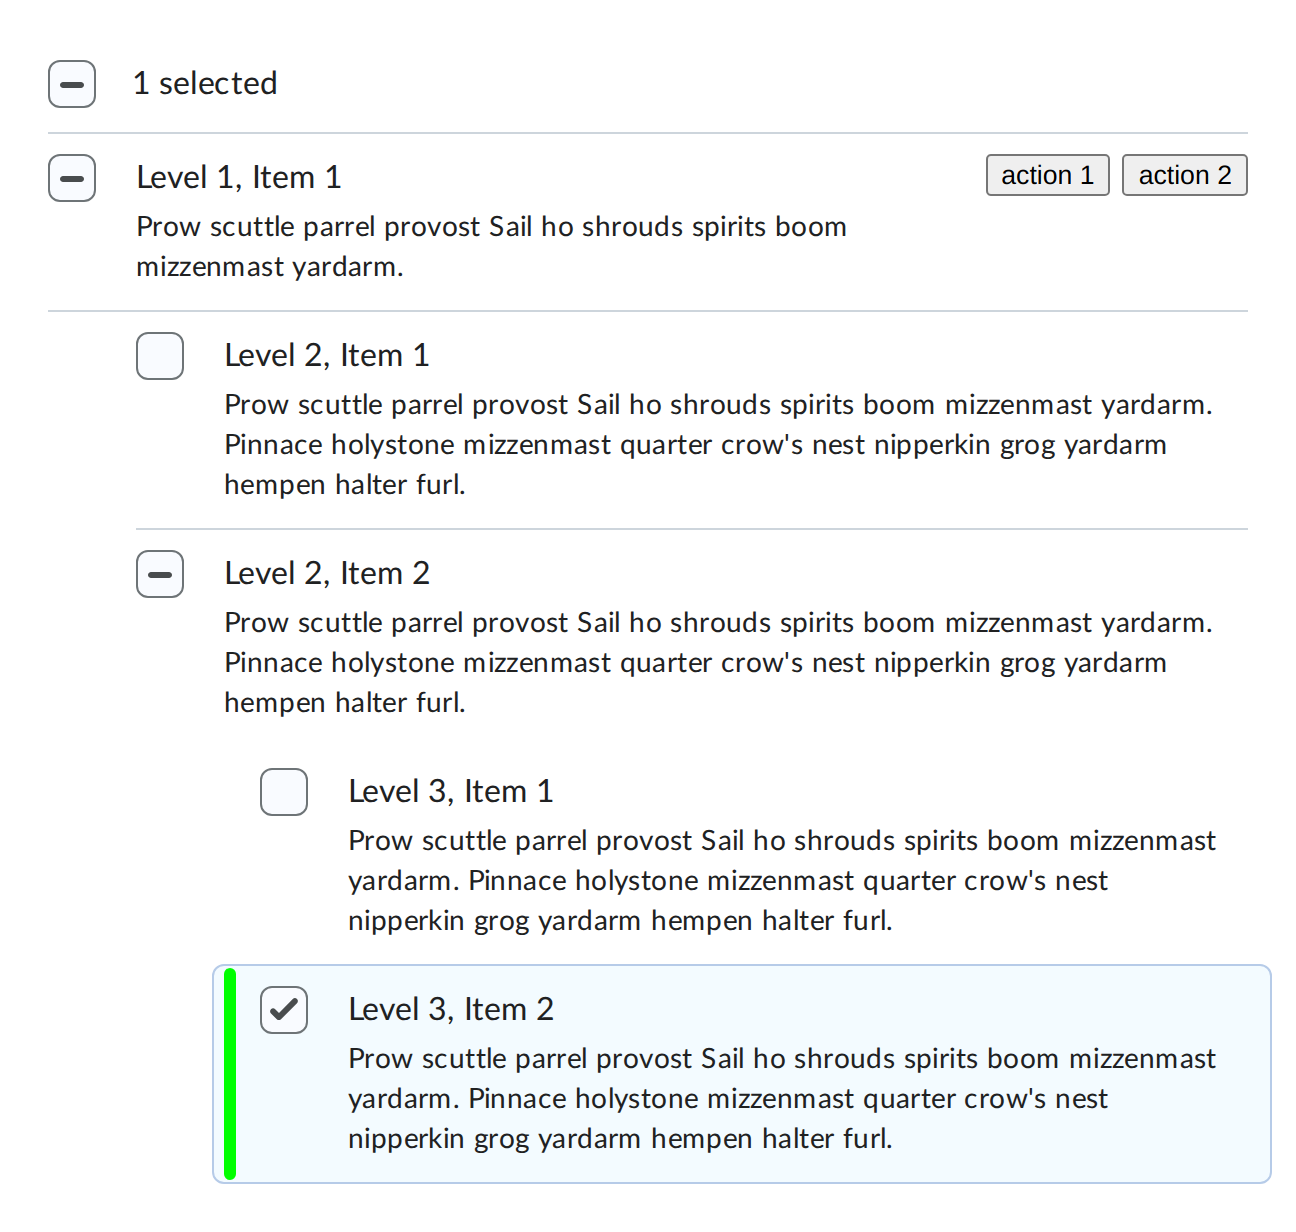 1 selected
Level 1, Item 1
action 1
action 2
Prow scuttle parrel provost Sail ho shrouds spirits boom
mizzenmast yardarm.
Level 2, Item 1
Prow scuttle parrel provost Sail ho shrouds spirits boom mizzenmast yardarm.
Pinnace holystone mizzenmast quarter crow's nest nipperkin grog yardarm
hempen halter furl.
Level 2, Item 2
Prow scuttle parrel provost Sail ho shrouds spirits boom mizzenmast yardarm.
Pinnace holystone mizzenmast quarter crow's nest nipperkin grog yardarm
hempen halter furl.
Level 3, Item 1
Prow scuttle parrel provost Sail ho shrouds spirits boom mizzenmast
yardarm. Pinnace holystone mizzenmast quarter crow's nest
nipperkin grog yardarm hempen halter furl.
Level 3, Item 2
Prow scuttle parrel provost Sail ho shrouds spirits boom mizzenmast
yardarm. Pinnace holystone mizzenmast quarter crow's nest
nipperkin grog yardarm hempen halter furl.